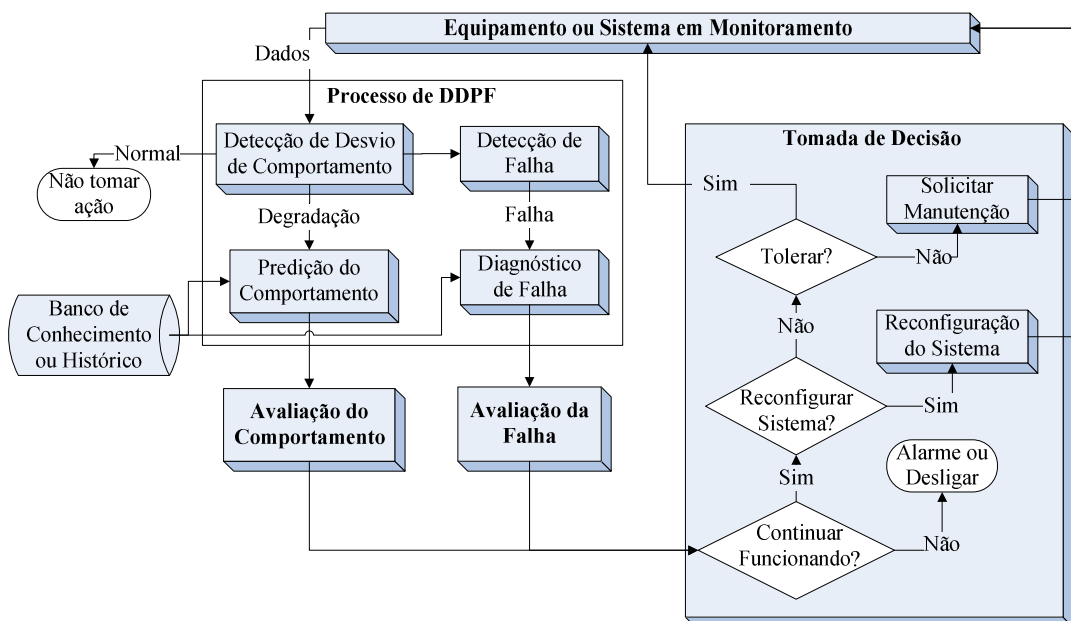 Equipamento ou Sistema em Monitoramento
Dados
Processo de DDPF
Detecção de Desvio
de Comportamento
Detecção de
Falha
Normal
Não tomar
ação
Degradação
Falha
Predição do
Comportamento
Diagnóstico
de Falha
Banco de
Conhecimento
ou Histórico
Avaliação do
Comportamento
Avaliação da
Falha
Tomada de Decisão
Sim
Solicitar
Manutenção
Tolerar?
Não
Não
Reconfiguração
do Sistema
Reconfigurar
Sistema?
Sim
Sim
Alarme ou
Desligar
Continuar
Funcionando?
Não